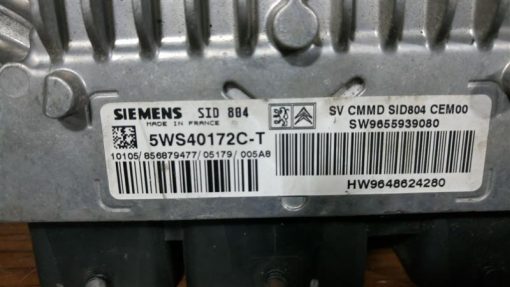 SIEMENS SID 804
MADE IN FRANCE
5WS40172C-T
10105/856879477/05179/005A8
SV CMMD SID804 CEM00
SW9655939080
HW9648624280